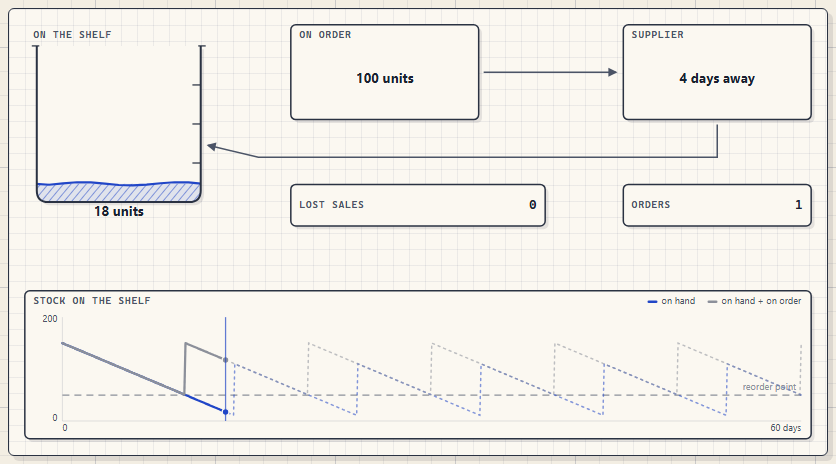 ON THE SHELF
18 units
ON ORDER
100 units
SUPPLIER
4 days away
LOST SALES 0
ORDERS 1
STOCK ON THE SHELF
on hand on hand + on order
200
reorder point
0
0 60 days